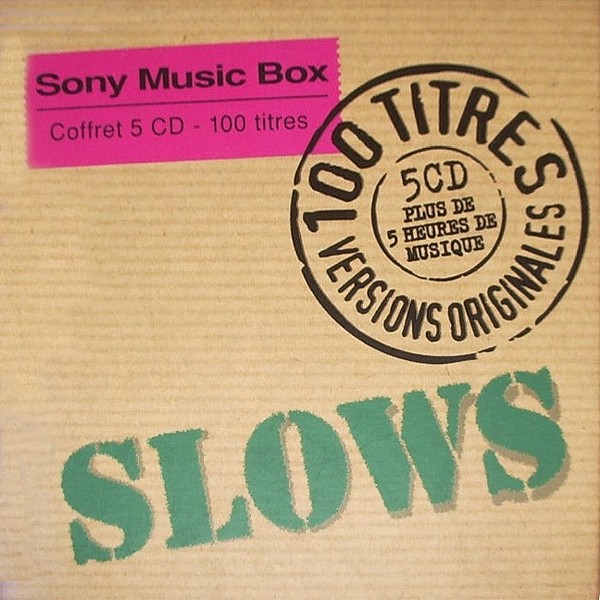 Sony Music Box
Coffret 5 CD - 100 titres
100 TITRES
VERSIONS ORIGINALES
5CD
PLUS DE
5 HEURES DE
MUSIQUE
SLOWS